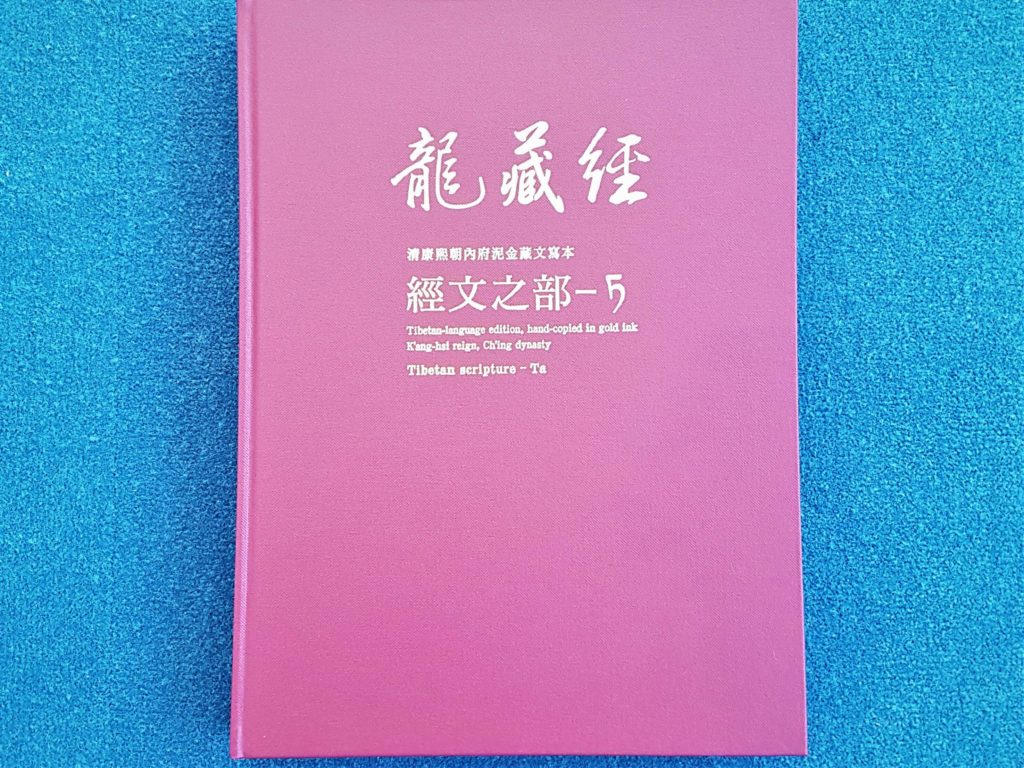 龍藏經
清康熙朝內府泥金藏文寫本
經文之部–ཏ
Tibetan-language edition, hand-copied in gold ink
K'ang-hsi reign, Ch'ing dynasty
Tibetan scripture – Ta